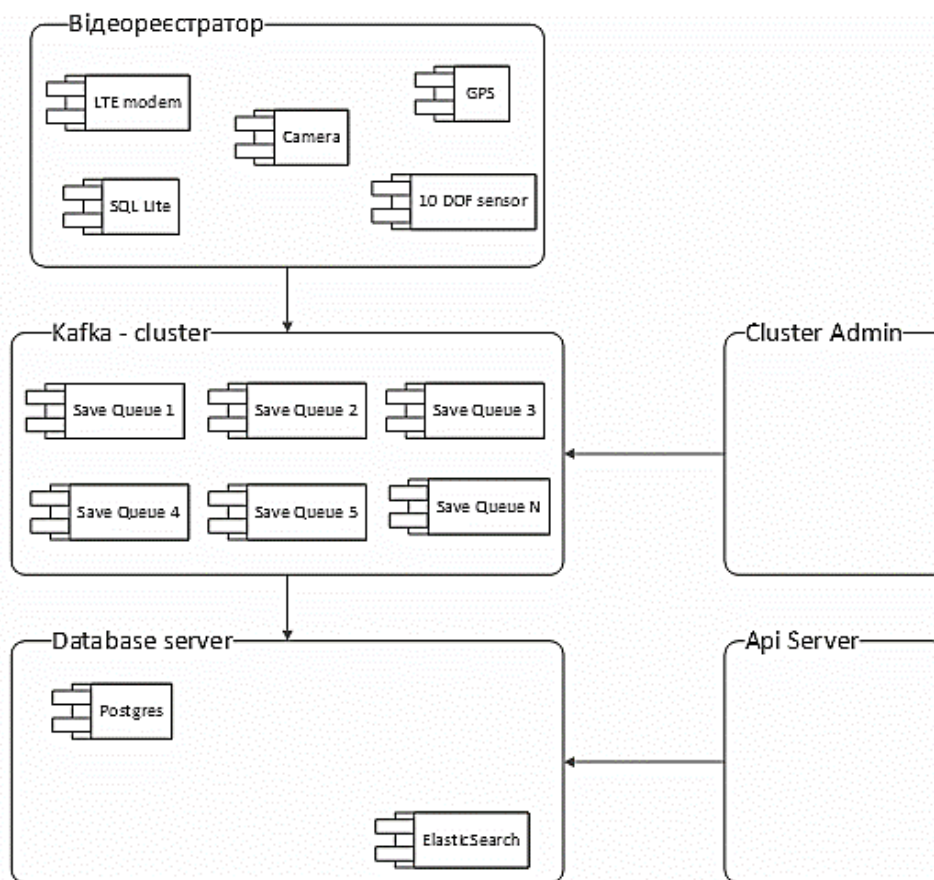 Відеореєстратор
LTE modem
GPS
Camera
SQL Lite
10 DOF sensor
Kafka - cluster
Cluster Admin
Save Queue 1
Save Queue 2
Save Queue 3
Save Queue 4
Save Queue 5
Save Queue N
Database server
Api Server
Postgres
ElasticSearch